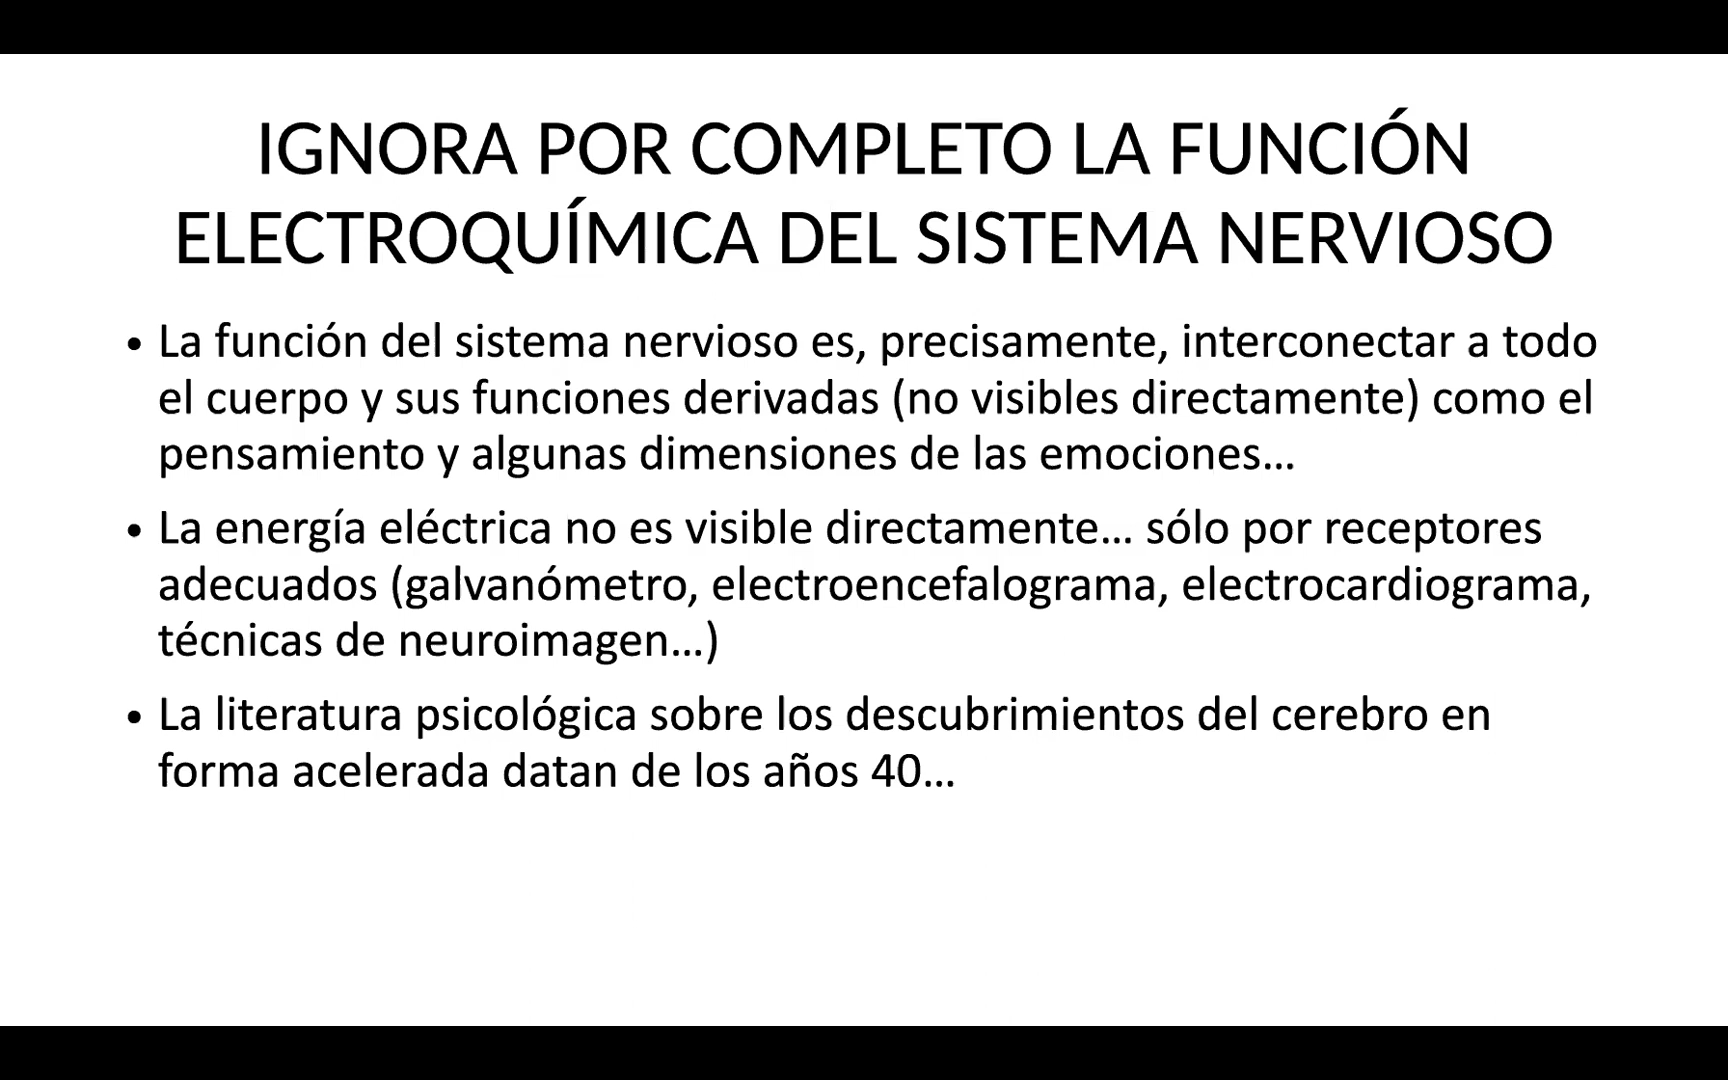 IGNORA POR COMPLETO LA FUNCIÓN
ELECTROQUÍMICA DEL SISTEMA NERVIOSO
• La función del sistema nervioso es, precisamente, interconectar a todo
el cuerpo y sus funciones derivadas (no visibles directamente) como el
pensamiento y algunas dimensiones de las emociones…
• La energía eléctrica no es visible directamente… sólo por receptores
adecuados (galvanómetro, electroencefalograma, electrocardiograma,
técnicas de neuroimagen…)
• La literatura psicológica sobre los descubrimientos del cerebro en
forma acelerada datan de los años 40…